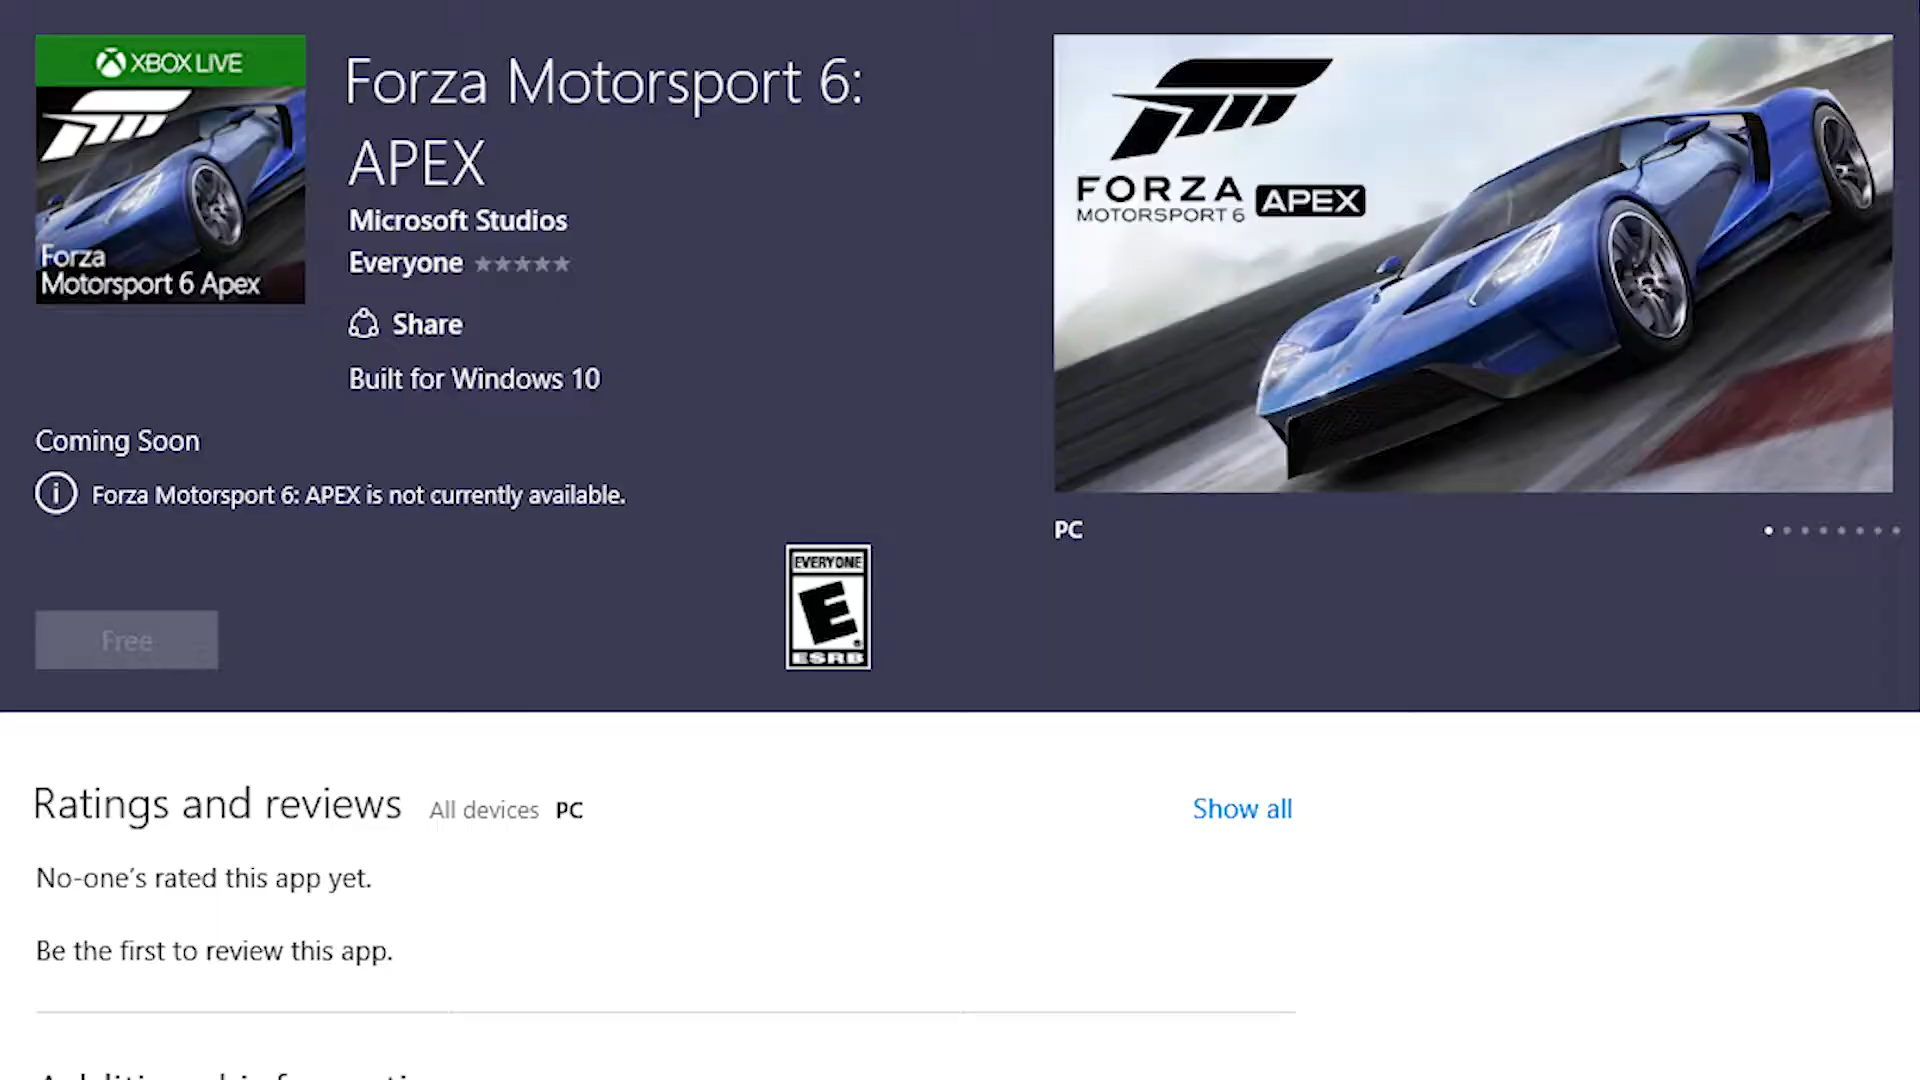 XBOX LIVE
Forza
Motorsport 6 Apex
Forza Motorsport 6:
APEX
Microsoft Studios
Everyone
Share
Built for Windows 10
Coming Soon
Forza Motorsport 6: APEX is not currently available.
Free
EVERYONE
E
ESRB
FORZA
MOTORSPORT 6 APEX
PC
Ratings and reviews All devices PC
Show all
No-one’s rated this app yet.
Be the first to review this app.